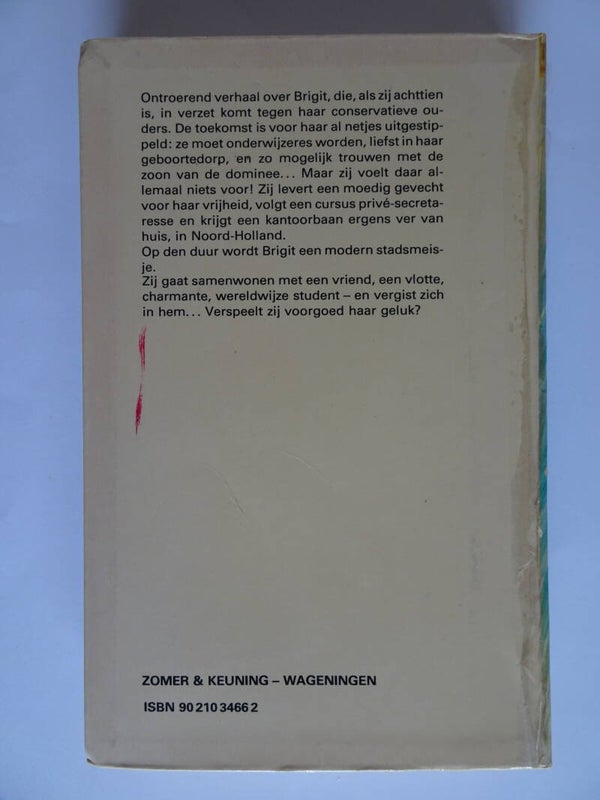 Ontroerend verhaal over Brigit, die, als zij achttien
is, in verzet komt tegen haar conservatieve ou-
ders. De toekomst is voor haar al netjes uitgestip-
peld: ze moet onderwijzeres worden, liefst in haar
geboortedorp, en zo mogelijk trouwen met de
zoon van de dominee... Maar zij voelt daar al-
lemaal niets voor! Zij levert een moedig gevecht
voor haar vrijheid, volgt een cursus privé-secreta-
resse en krijgt een kantoorbaan ergens ver van
huis, in Noord-Holland.
Op den duur wordt Brigit een modern stadsmeis-
je.
Zij gaat samenwonen met een vriend, een vlotte,
charmante, wereldwijze student – en vergist zich
in hem... Verspeelt zij voorgoed haar geluk?
ZOMER & KEUNING – WAGENINGEN
ISBN 90 210 3466 2